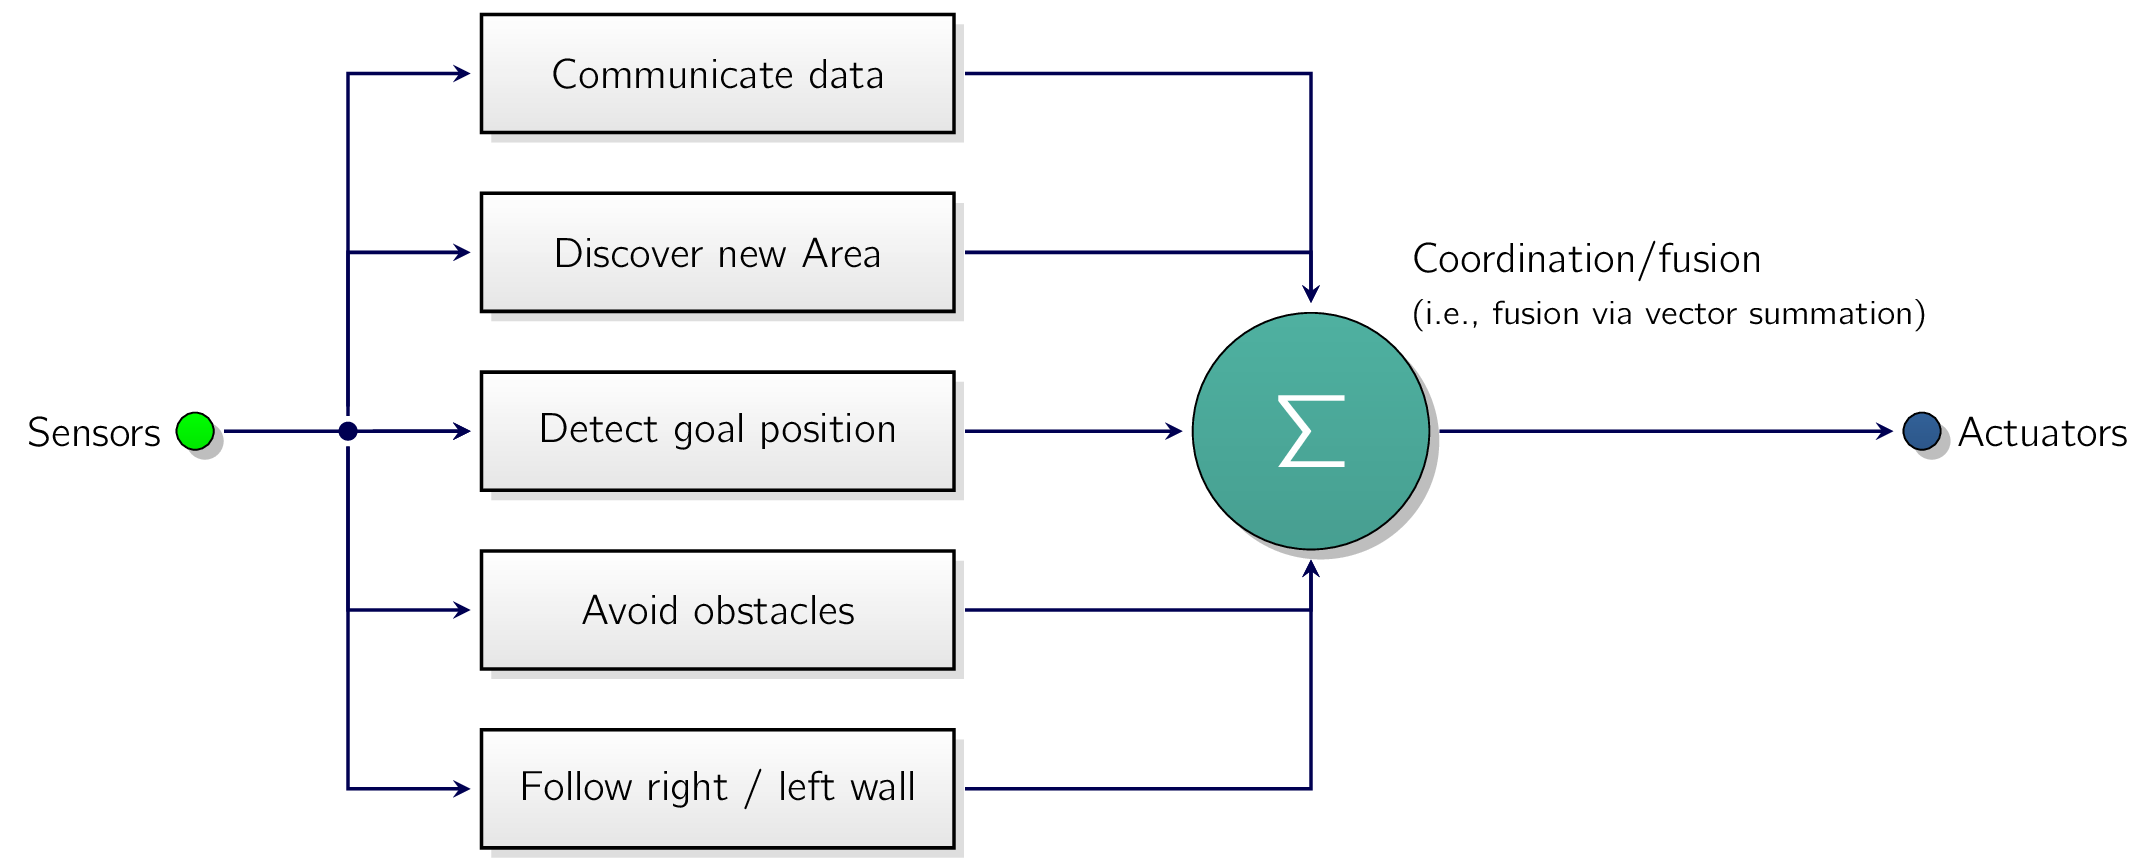 Communicate data
Discover new Area
Coordination/fusion
(i.e., fusion via vector summation)
Sensors
Detect goal position
∑
Actuators
Avoid obstacles
Follow right / left wall